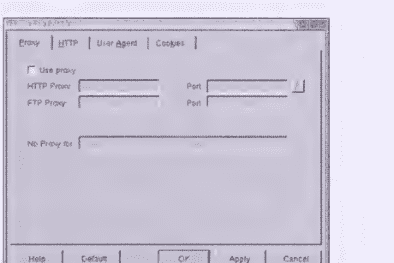 Proxy HTTP User Agent Cookies
Use proxy
HTTP Proxy: Port
FTP Proxy: Port
No Proxy for
Help Default OK Apply Cancel